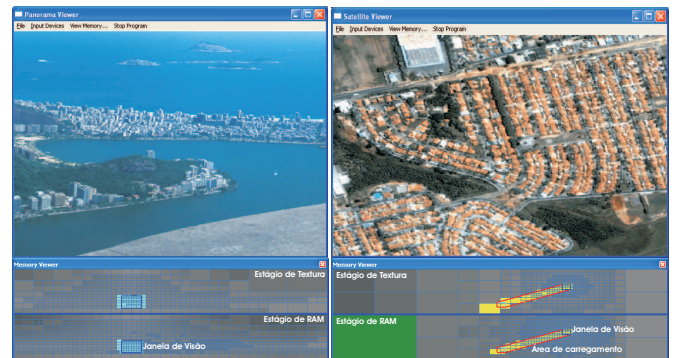 Panorama Viewer
File Input Devices View Memory... Stop Program
Memory Viewer
Estágio de Textura
Estágio de RAM
Janela de Visão
Satellite Viewer
File Input Devices View Memory... Stop Program
Memory Viewer
Estágio de Textura
Estágio de RAM
Janela de Visão
Área de carregamento